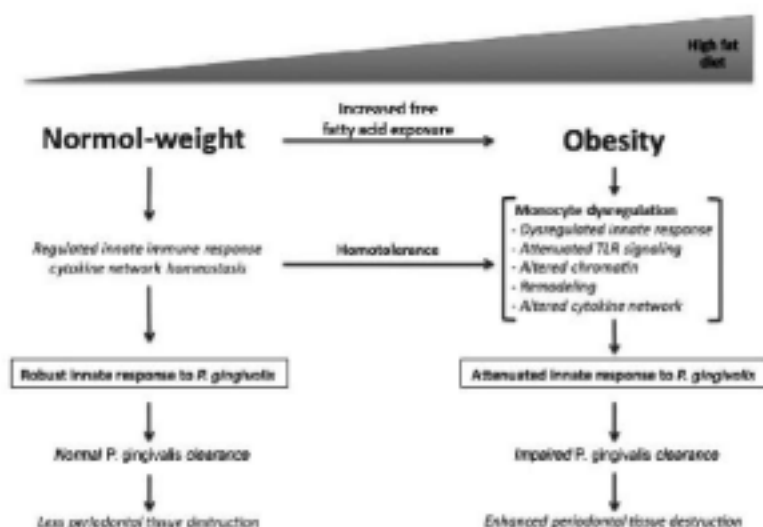 High fat
diet
Increased free
fatty acid exposure
Normol-weight
Obesity
Monocyte dysregulation
- Dysregulated innate response
- Attenuated TLR signaling
- Altered chromatin
- Remodeling
- Altered cytokine network
Regulated innate immune response
cytokine network homeostasis
Homotolerance
Robust innate response to P. gingivolis
Attenuated innate response to P. gingivolis
Normal P. gingivalis clearance
Impaired P. gingivalis clearance
Less periodontal tissue destruction
Enhanced periodontal tissue destruction